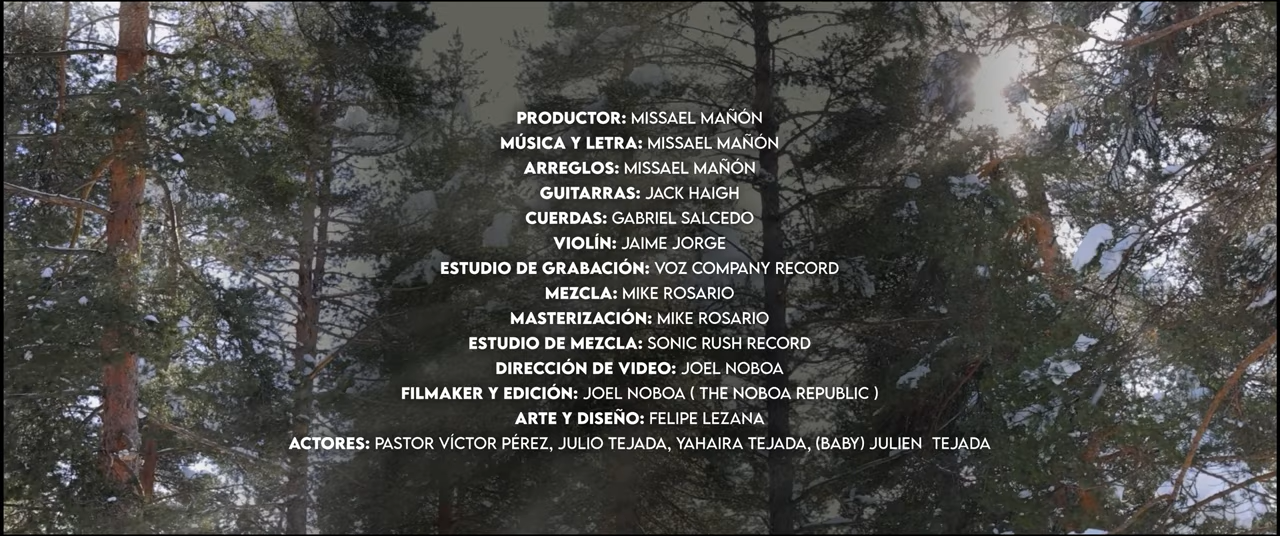 PRODUCTOR: MISSAEL MAÑÓN
MÚSICA Y LETRA: MISSAEL MAÑÓN
ARREGLOS: MISSAEL MAÑÓN
GUITARRAS: JACK HAIGH
CUERDAS: GABRIEL SALCEDO
VIOLÍN: JAIME JORGE
ESTUDIO DE GRABACIÓN: VOZ COMPANY RECORD
MEZCLA: MIKE ROSARIO
MASTERIZACIÓN: MIKE ROSARIO
ESTUDIO DE MEZCLA: SONIC RUSH RECORD
DIRECCIÓN DE VIDEO: JOEL NOBOA
FILMAKER Y EDICIÓN: JOEL NOBOA ( THE NOBOA REPUBLIC )
ARTE Y DISEÑO: FELIPE LEZANA
ACTORES: PASTOR VÍCTOR PÉREZ, JULIO TEJADA, YAHAIRA TEJADA, (BABY) JULIEN  TEJADA